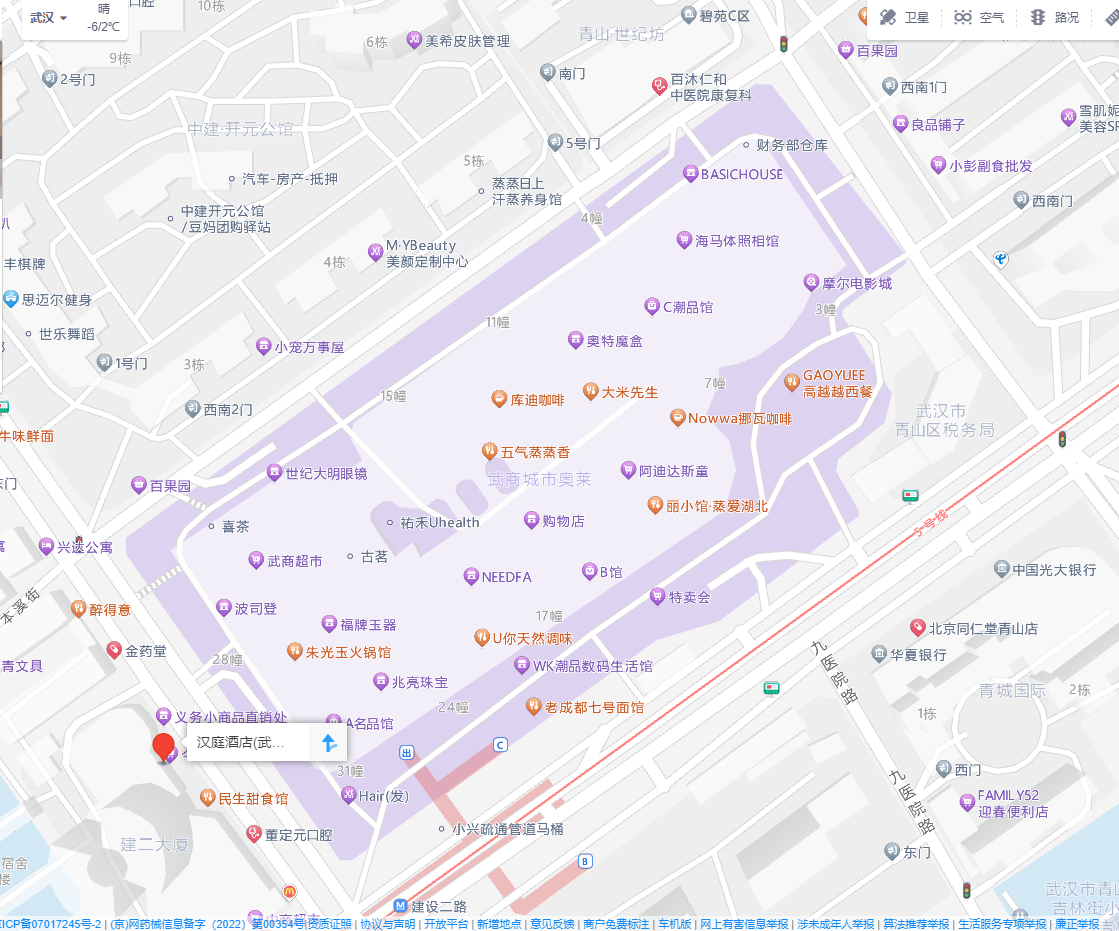 武汉
晴
-6/2℃
口腔
10栋
碧苑C区
卫星
空气
路况
6栋
美希皮肤管理
青山·世纪坊
百果园
9栋
2号门
南门
百沐仁和
中医院康复科
西南1门
良品铺子
雪肌妮
美容SP
中建·开元公馆
5号门
财务部仓库
小彭副食批发
5栋
汽车-房产-抵押
蒸蒸日上
汗蒸养身馆
BASICHOUSE
西南门
中建开元公馆
/豆妈团购驿站
4幢
海马体照相馆
M·YBeauty
美颜定制中心
4栋
丰棋牌
思迈尔健身
摩尔电影城
C潮品馆
3幢
世乐舞蹈
11幢
小宠万事屋
奥特魔盒
1号门
3栋
GAOYUEE
高越越西餐
7幢
大米先生
15幢
库迪咖啡
西南2门
Nowwa挪瓦咖啡
武汉市
青山区税务局
牛味鲜面
五气蒸蒸香
世纪大明眼镜
武商城市奥莱
阿迪达斯童
东门
百果园
丽小馆·蒸爱湖北
喜茶
祐禾Uhealth
购物店
5号线
兴遼公寓
武商超市
古茗
NEEDFA
B馆
中国光大银行
本溪街
醉得意
波司登
特卖会
17幢
福牌玉器
U你天然调味
北京同仁堂青山店
金药堂
朱光玉火锅馆
28幢
WK潮品数码生活馆
华夏银行
青文具
兆亮珠宝
九医院路
青城国际
2栋
24幢
老成都七号面馆
1栋
义务小商品直销处
A名品馆
汉庭酒店(武...
出
C
31幢
西门
民生甜食馆
Hair(发)
九医院路
FAMILY52
迎春便利店
小兴疏通管道马桶
董定元口腔
建二大厦
B
东门
宿舍
楼
建设二路
武汉市青山
吉林街小
小商超市
ICP备07017245号-2 | (京)网药械信息备字（2022）第00354号|资质证照 | 协议与声明 | 开放平台 | 新增地点 | 意见反馈 | 商户免费标注 | 车机版 | 网上有害信息举报 | 涉未成年人举报 | 算法推荐举报 | 生活服务专项举报 | 廉正举报